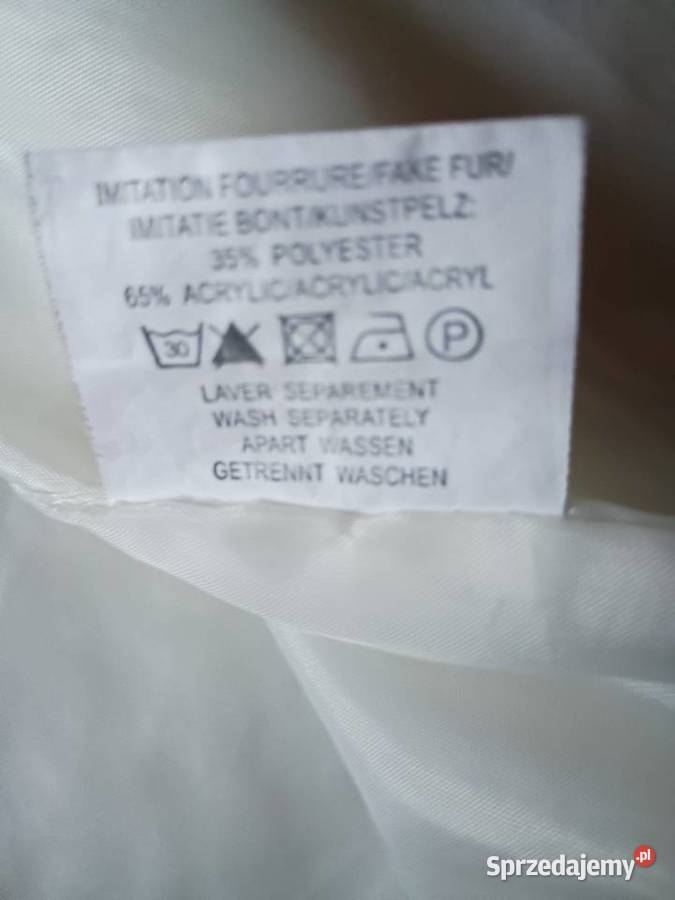 IMITATION FOURRURE/FAKE FUR/
IMITATIE BONT/KUNSTPELZ:
35% POLYESTER
65% ACRYLIC/ACRYLIC/ACRYL
30 P
LAVER SEPAREMENT
WASH SEPARATELY
APART WASSEN
GETRENNT WASCHEN
Sprzedajemy.pl